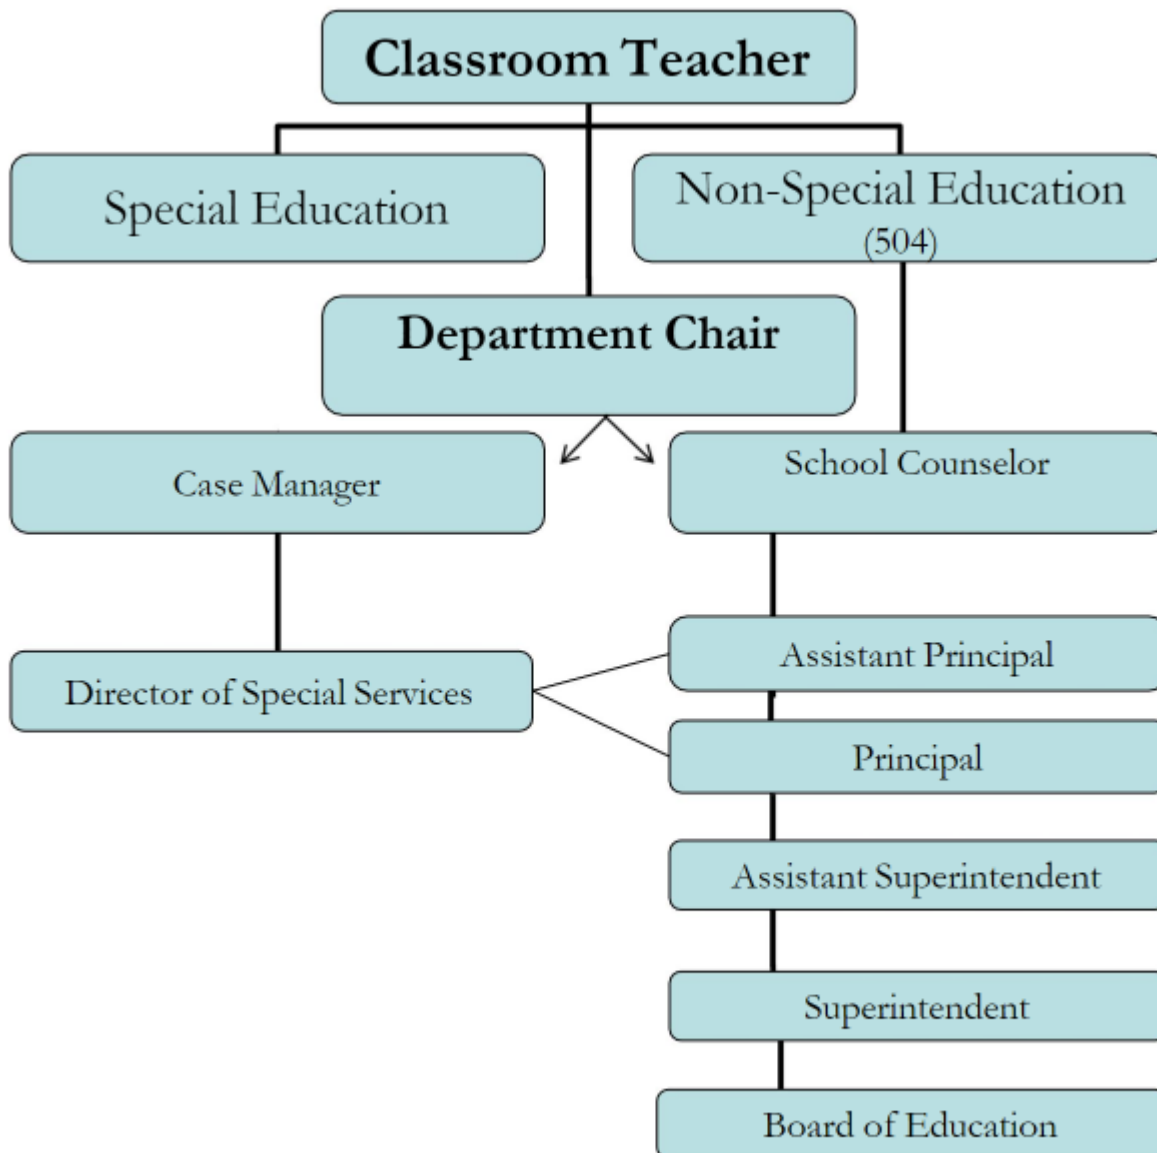 Classroom Teacher
Special Education
Non-Special Education
(504)
Department Chair
Case Manager
School Counselor
Director of Special Services
Assistant Principal
Principal
Assistant Superintendent
Superintendent
Board of Education